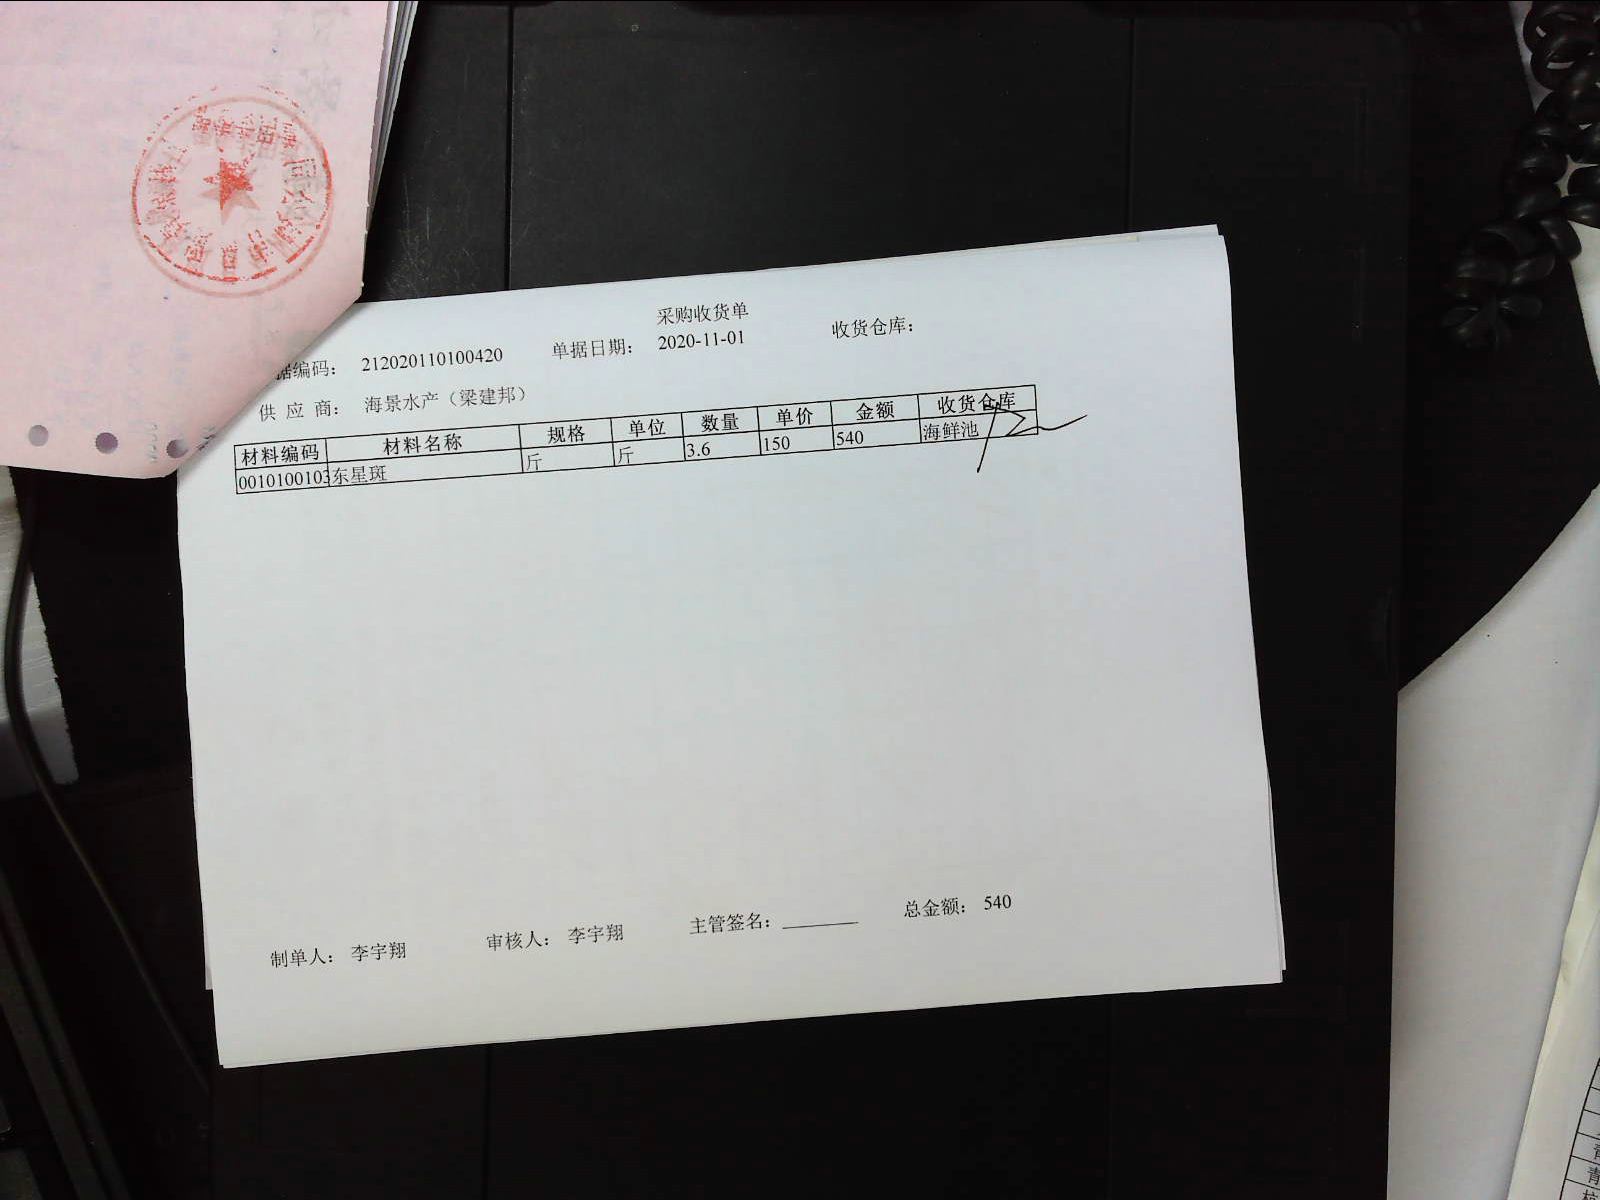 采购收货单
据编码： 212020110100420 单据日期： 2020-11-01 收货仓库：
供 应 商： 海景水产（梁建邦）
材料编码 材料名称 规格 单位 数量 单价 金额 收货仓库
0010100103 东星斑 斤 斤 3.6 150 540 海鲜池
制单人： 李宇翔 审核人： 李宇翔 主管签名： 总金额： 540